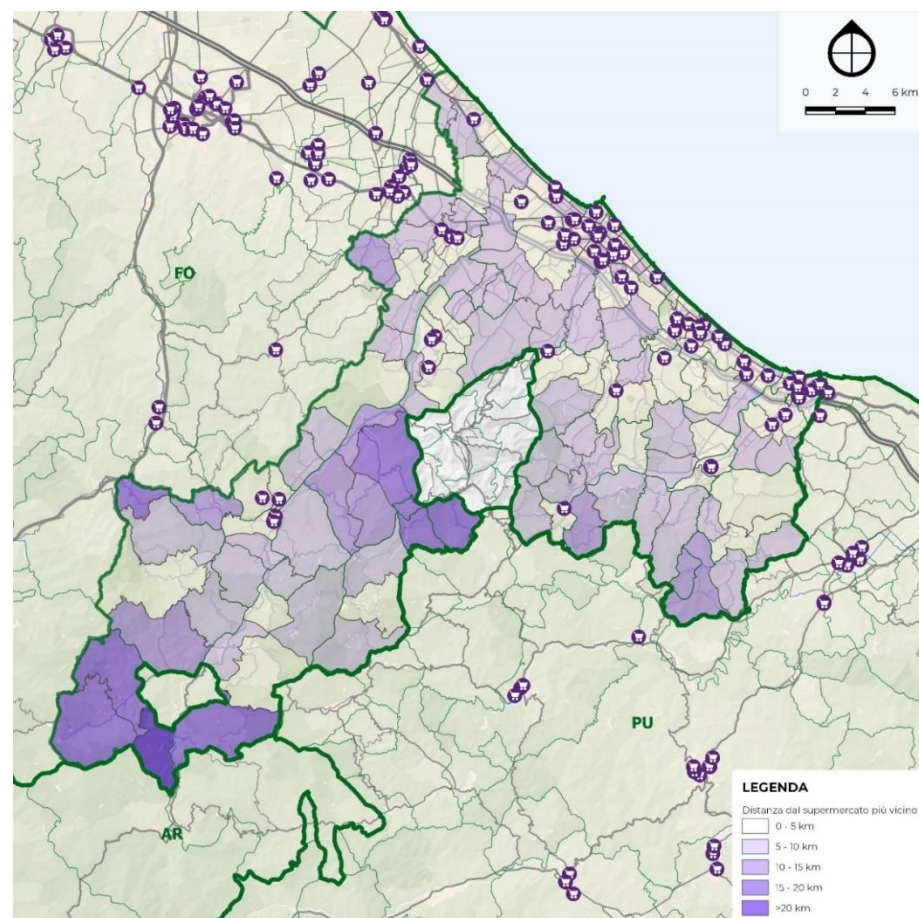 0 2 4 6 km
FO
PU
AR
LEGENDA
Distanza dal supermercato più vicino
0 - 5 km
5 - 10 km
10 - 15 km
15 - 20 km
>20 km